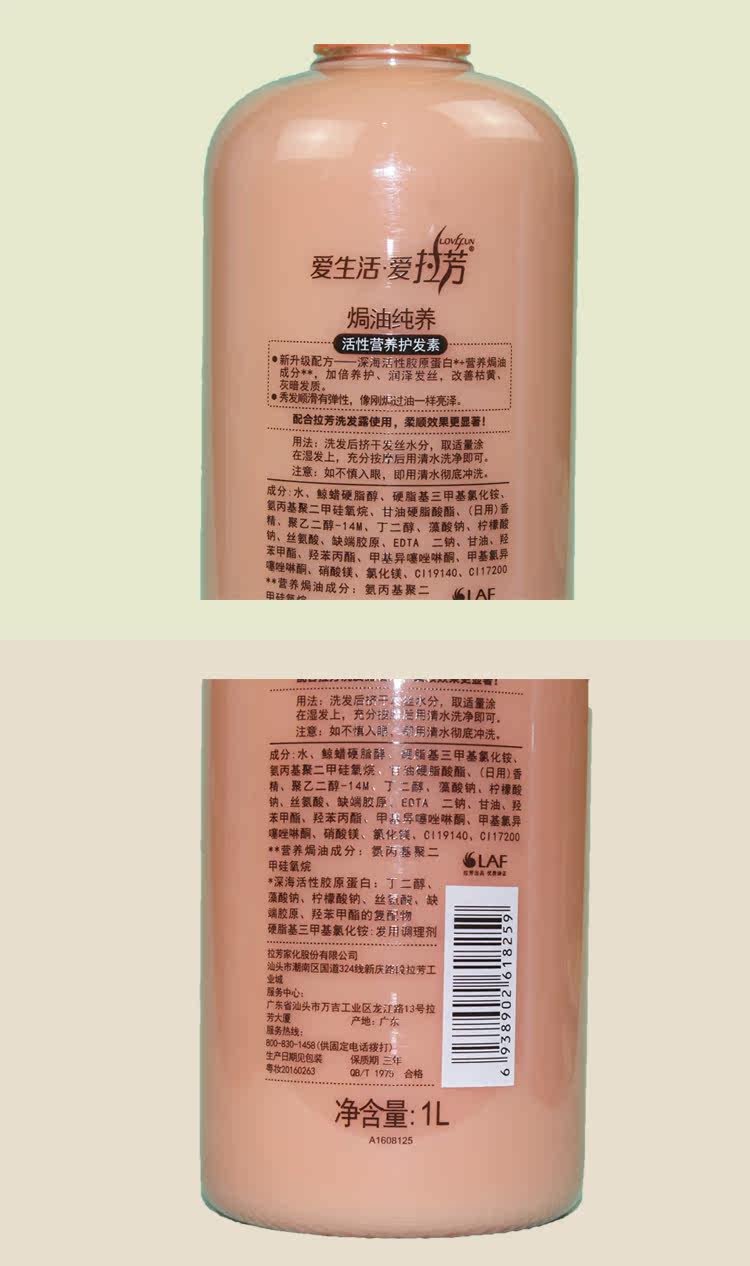 LOVEFUN
爱生活·爱拉芳®
焗油纯养
活性营养护发素
●新升级配方——深海活性胶原蛋白*+营养焗油
成分**，加倍养护、润泽发丝，改善枯黄、
灰暗发质。
●秀发顺滑有弹性，像刚焗过油一样亮泽。
配合拉芳洗发露使用，柔顺效果更显著！
用法：洗发后挤干发丝水分，取适量涂
在湿发上，充分按摩后用清水洗净即可。
注意：如不慎入眼，即用清水彻底冲洗。
成分:水、鲸蜡硬脂醇、硬脂基三甲基氯化铵、
氨丙基聚二甲硅氧烷、甘油硬脂酸酯、(日用)香
精、聚乙二醇-14M、丁二醇、藻酸钠、柠檬酸
钠、丝氨酸、缺端胶原、EDTA 二钠、甘油、羟
苯甲酯、羟苯丙酯、甲基异噻唑啉酮、甲基氯异
噻唑啉酮、硝酸镁、氯化镁、CI19140、CI17200
**营养焗油成分：氨丙基聚二
甲硅氧烷
LAF
用法：洗发后挤干发丝水分，取适量涂
在湿发上，充分按摩后用清水洗净即可。
注意：如不慎入眼，即用清水彻底冲洗。
成分:水、鲸蜡硬脂醇、硬脂基三甲基氯化铵、
氨丙基聚二甲硅氧烷、甘油硬脂酸酯、(日用)香
精、聚乙二醇-14M、丁二醇、藻酸钠、柠檬酸
钠、丝氨酸、缺端胶原、EDTA 二钠、甘油、羟
苯甲酯、羟苯丙酯、甲基异噻唑啉酮、甲基氯异
噻唑啉酮、硝酸镁、氯化镁、CI19140、CI17200
**营养焗油成分：氨丙基聚二
甲硅氧烷
LAF
拉芳出品 优质保证
*深海活性胶原蛋白：丁二醇、
藻酸钠、柠檬酸钠、丝氨酸、缺
端胶原、羟苯甲酯的复配物
硬脂基三甲基氯化铵:发用调理剂
拉芳家化股份有限公司
汕头市潮南区国道324线新庆路段拉芳工
业城
服务中心：
广东省汕头市万吉工业区龙江路13号拉
芳大厦 产地：广东
服务热线：
800-830-1458(供固定电话拨打)
生产日期见包装 保质期 三年
粤妆20160263 QB/T 1975 合格
6938902618259
净含量：1L
A1608125